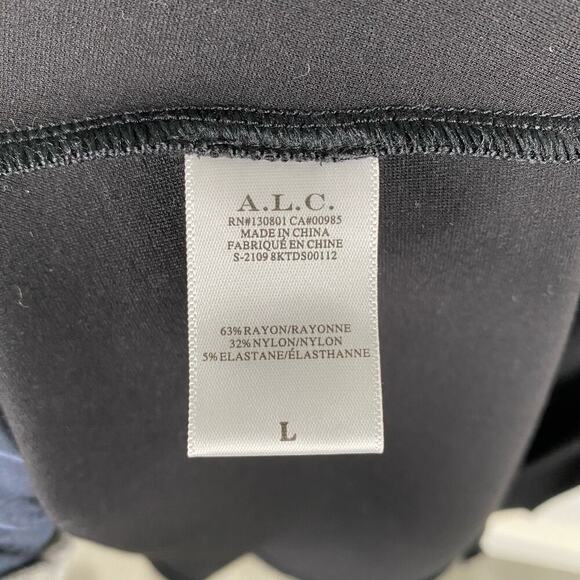 A.L.C.
RN#130801 CA#00985
MADE IN CHINA
FABRIQUÉ EN CHINE
S-2109 8KTDS00112
63% RAYON/RAYONNE
32% NYLON/NYLON
5% ELASTANE/ÉLASTHANNE
L